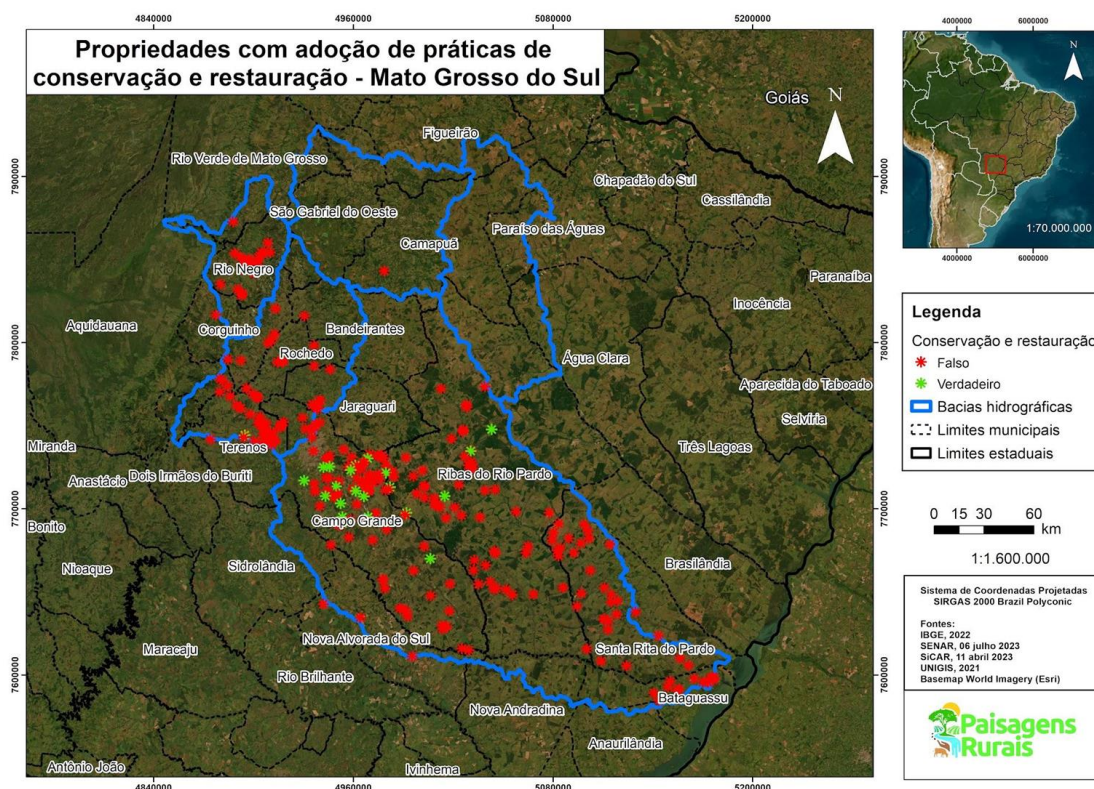 4840000
4960000
5080000
5200000
Propriedades com adoção de práticas de
conservação e restauração - Mato Grosso do Sul
N
Goiás
Figueirão
Rio Verde de Mato Grosso
Chapadão do Sul
Cassilândia
São Gabriel do Oeste
Camapuã
Paraíso das Águas
Paranaíba
Rio Negro
Inocência
Aquidauana
Corguinho
Bandeirantes
Rochedo
Água Clara
Aparecida do Taboado
Jaraguari
Selvíria
Miranda
Terenos
Três Lagoas
Dois Irmãos do Buriti
Anastácio
Ribas do Rio Pardo
Bonito
Campo Grande
Nioaque
Sidrolândia
Brasilândia
Maracaju
Nova Alvorada do Sul
Santa Rita do Pardo
Rio Brilhante
Bataguassu
Nova Andradina
Anaurilândia
Antônio João
Ivinhema
7900000
7800000
7700000
7600000
7900000
7800000
7700000
7600000
4840000
4960000
5080000
5200000
4000000
6000000
N
1:70.000.000
4000000
6000000
Legenda
Conservação e restauração
Falso
Verdadeiro
Bacias hidrográficas
Limites municipais
Limites estaduais
0 15 30 60
km
1:1.600.000
Sistema de Coordenadas Projetadas
SIRGAS 2000 Brazil Polyconic
Fontes:
IBGE, 2022
SENAR, 06 julho 2023
SiCAR, 11 abril 2023
UNIGIS, 2021
Basemap World Imagery (Esri)
Paisagens
Rurais